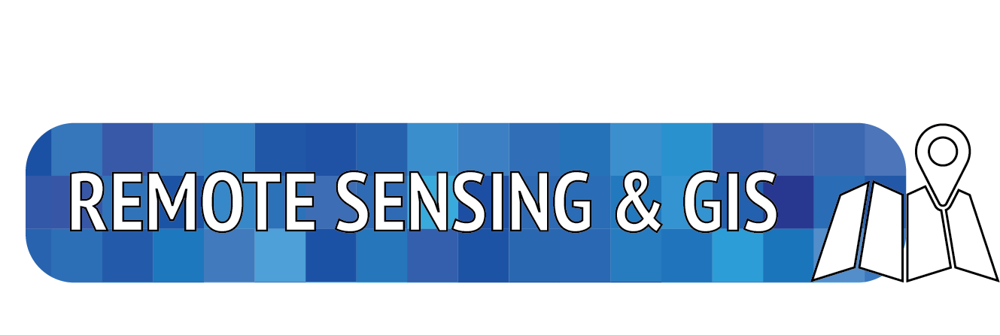 REMOTE SENSING & GIS